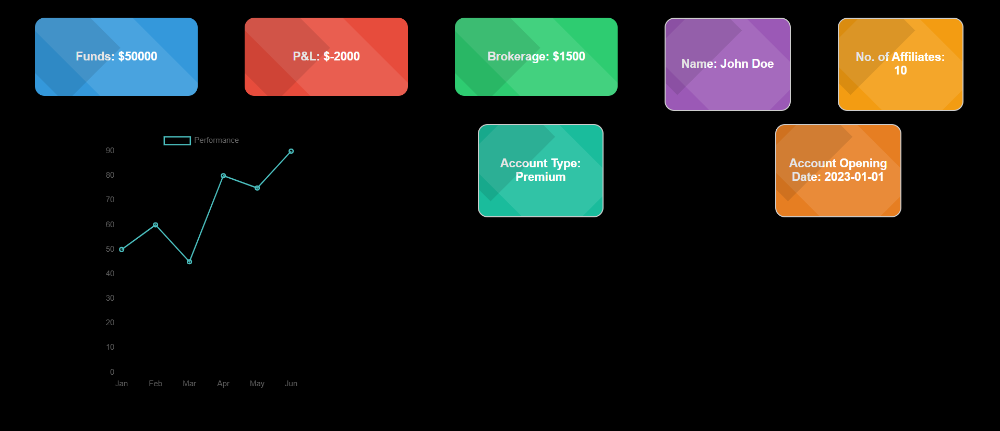 Funds: $50000
P&L: $-2000
Brokerage: $1500
Name: John Doe
No. of Affiliates:
10
Performance
90
80
70
60
50
40
30
20
10
0
Jan
Feb
Mar
Apr
May
Jun
Account Type:
Premium
Account Opening
Date: 2023-01-01